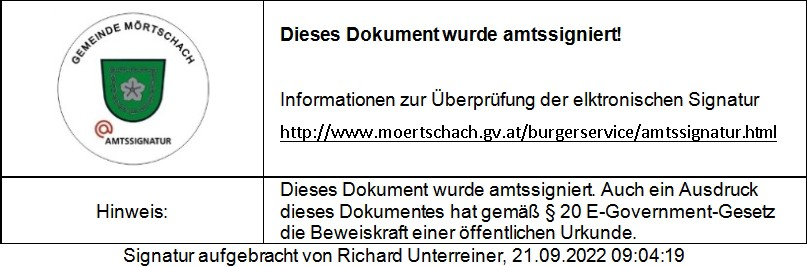 GEMEINDE MÖRTSCHACH
@AMTSSIGNATUR
Dieses Dokument wurde amtssigniert!
Informationen zur Überprüfung der elktronischen Signatur
http://www.moertschach.gv.at/burgerservice/amtssignatur.html
Hinweis:
Dieses Dokument wurde amtssigniert. Auch ein Ausdruck
dieses Dokumentes hat gemäß § 20 E-Government-Gesetz
die Beweiskraft einer öffentlichen Urkunde.
Signatur aufgebracht von Richard Unterreiner, 21.09.2022 09:04:19